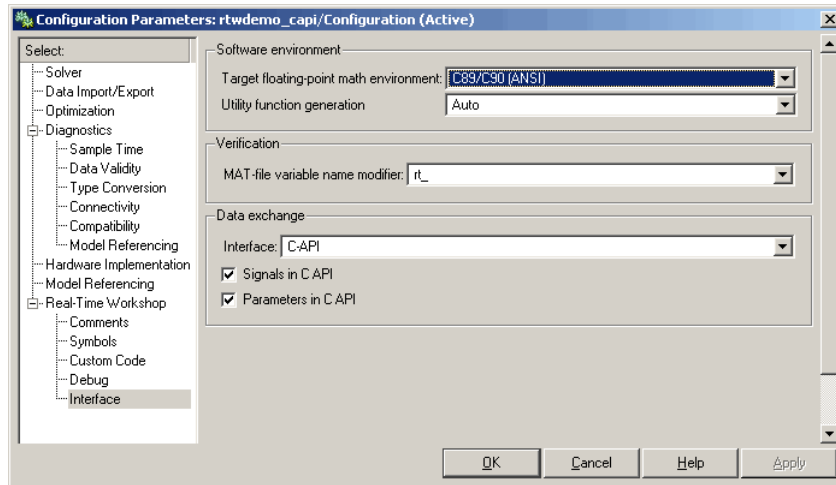 Configuration Parameters: rtwdemo_capi/Configuration (Active)
Select:
Solver
Data Import/Export
Optimization
Diagnostics
Sample Time
Data Validity
Type Conversion
Connectivity
Compatibility
Model Referencing
Hardware Implementation
Model Referencing
Real-Time Workshop
Comments
Symbols
Custom Code
Debug
Interface
Software environment
Target floating-point math environment: C89/C90 (ANSI)
Utility function generation Auto
Verification
MAT-file variable name modifier: rt_
Data exchange
Interface: C-API
Signals in C API
Parameters in C API
OK Cancel Help Apply